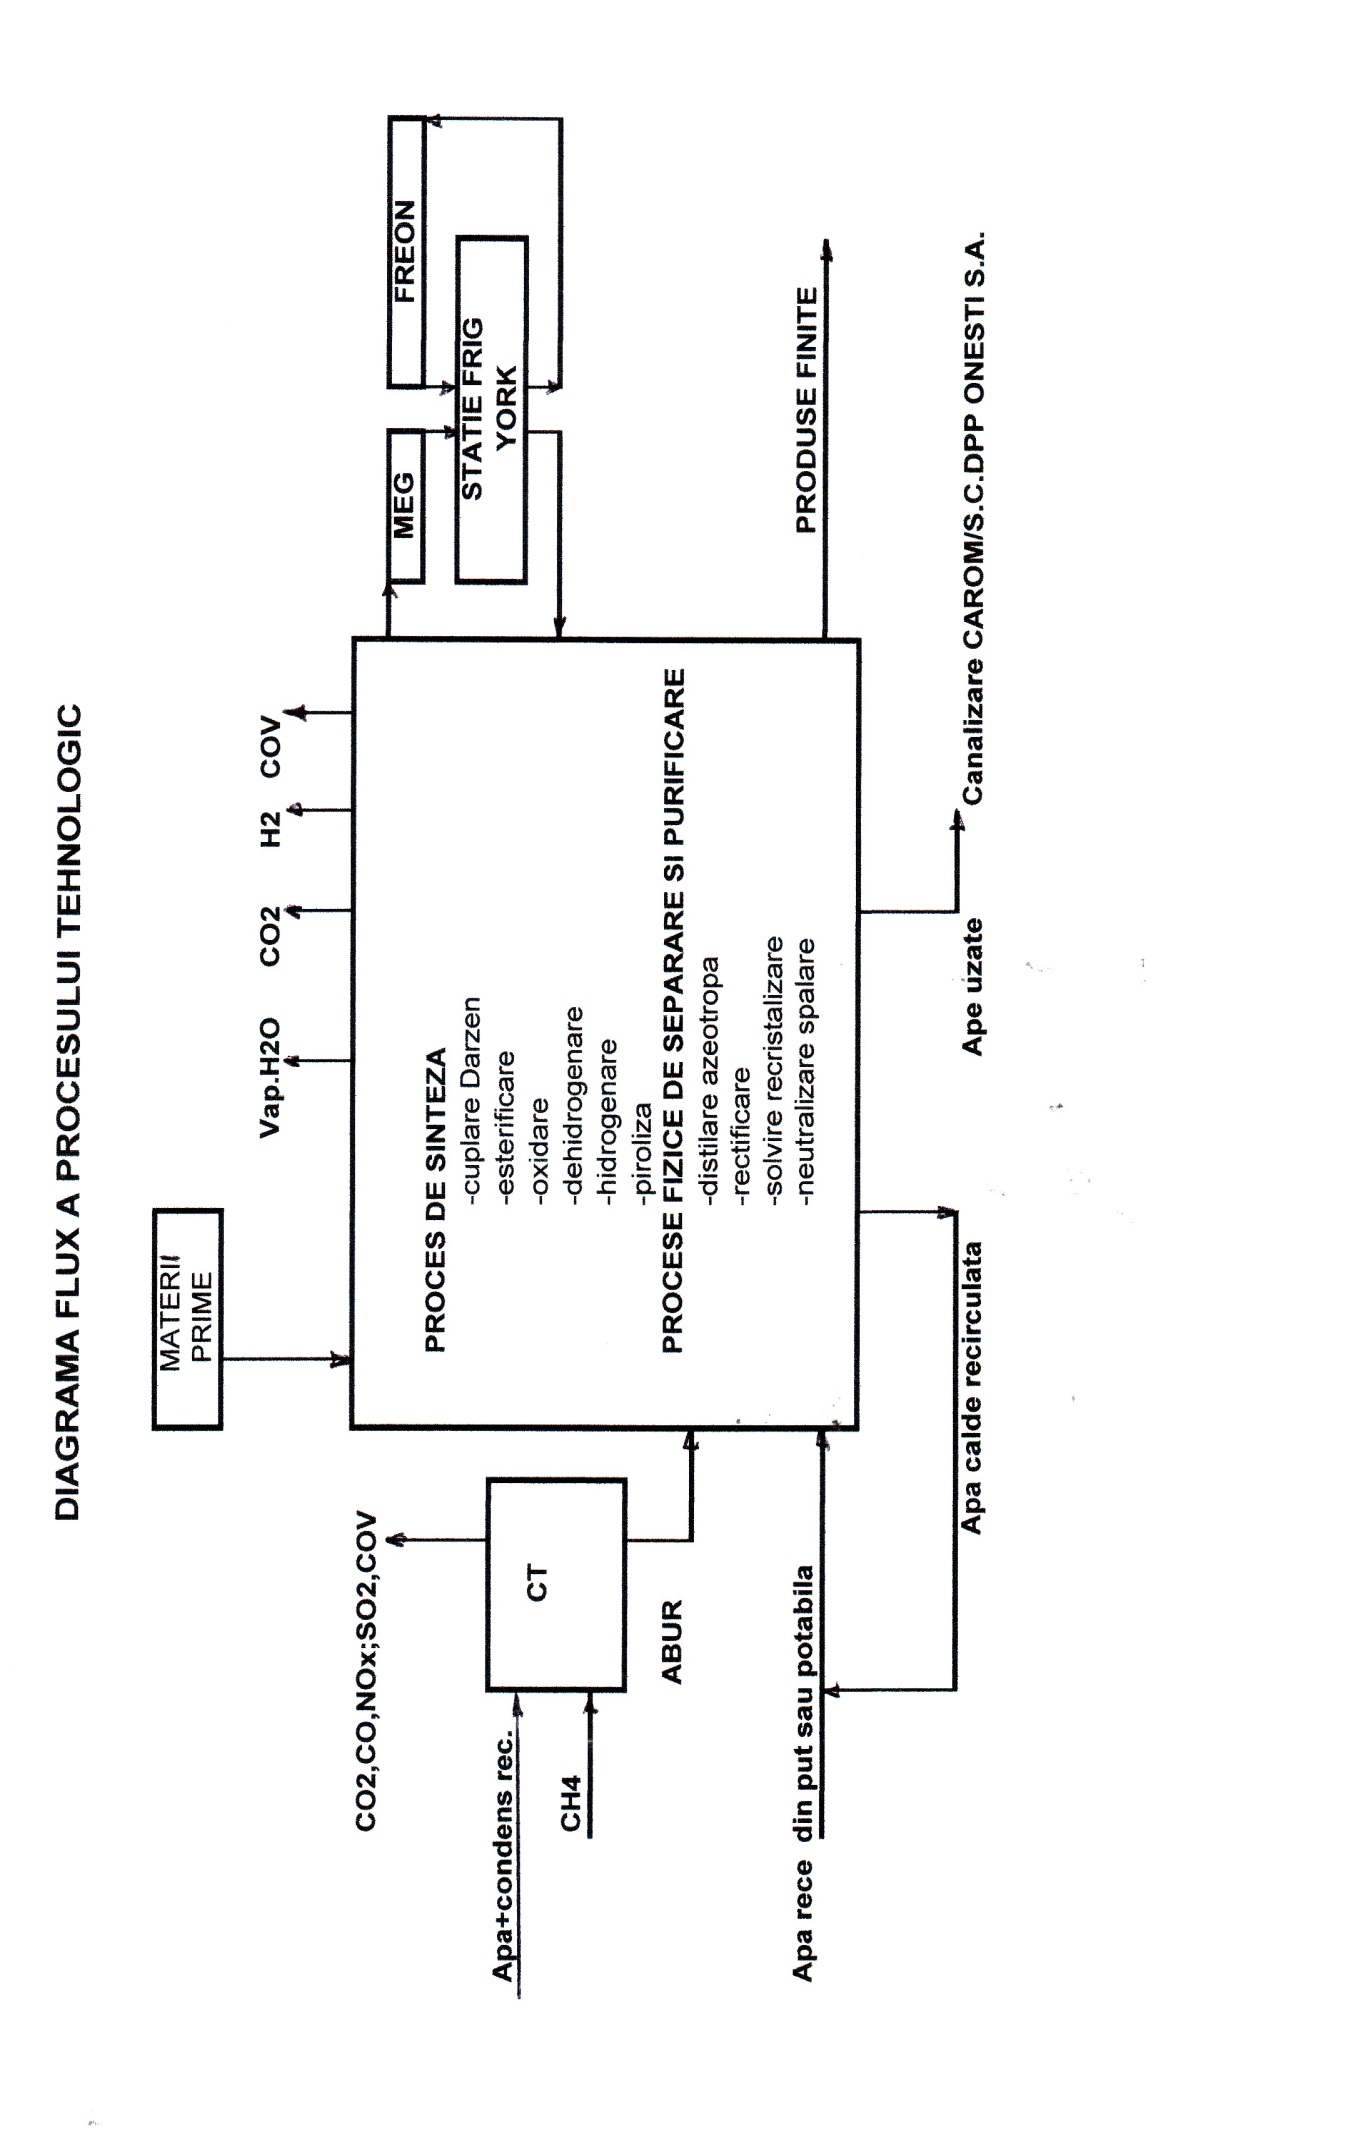 DIAGRAMA FLUX A PROCESULUI TEHNOLOGIC
MATERII
PRIME
Vap.H2O CO2 H2 COV
CO2,CO,NOx;SO2,COV
MEG
FREON
STATIE FRIG
YORK
PROCES DE SINTEZA
-cuplare Darzen
-esterificare
-oxidare
-dehidrogenare
-hidrogenare
-piroliza
PROCESE FIZICE DE SEPARARE SI PURIFICARE
-distilare azeotropa
-rectificare
-solvire recristalizare
-neutralizare spalare
Apa+condens rec.
CT
CH4
ABUR
Apa rece din put sau potabila
PRODUSE FINITE
Apa calde recirculata
Ape uzate
Canalizare CAROM/S.C.DPP ONESTI S.A.